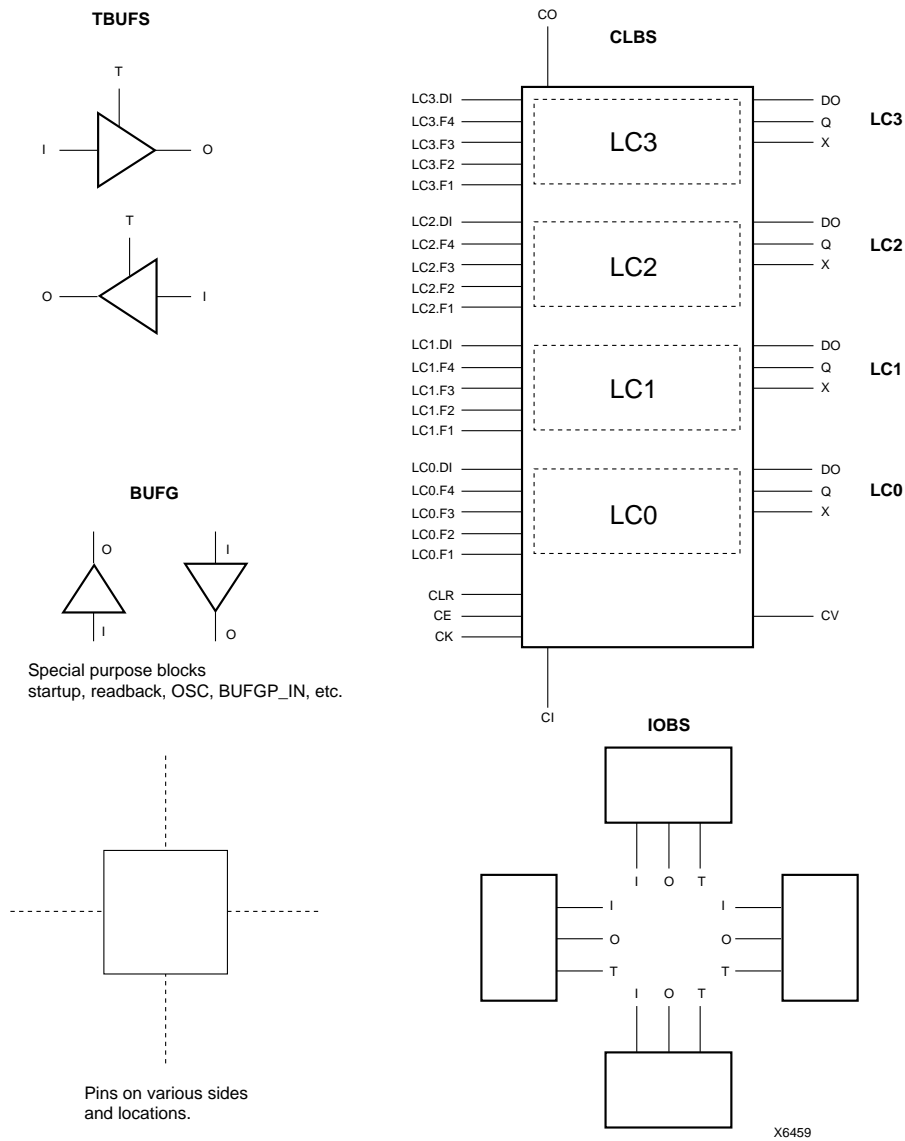 TBUFS
T
I
O
T
O
I
BUFG
O
I
I
O
Special purpose blocks
startup, readback, OSC, BUFGP_IN, etc.
Pins on various sides
and locations.
CO
CLBS
LC3.DI
LC3.F4
LC3.F3
LC3.F2
LC3.F1
LC3
DO
Q
X
LC3
LC2.DI
LC2.F4
LC2.F3
LC2.F2
LC2.F1
LC2
DO
Q
X
LC2
LC1.DI
LC1.F4
LC1.F3
LC1.F2
LC1.F1
LC1
DO
Q
X
LC1
LC0.DI
LC0.F4
LC0.F3
LC0.F2
LC0.F1
LC0
DO
Q
X
LC0
CLR
CE
CK
CV
CI
IOBS
I O T
I
O
T
I
O
T
I O T
X6459